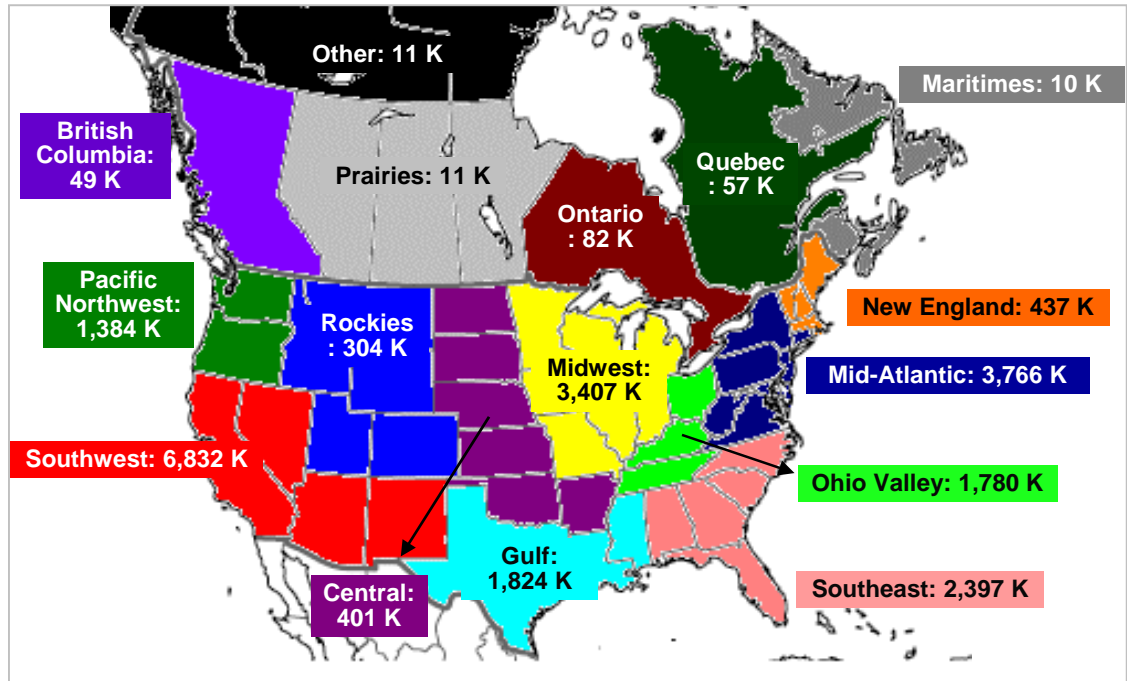 Other: 11 K
Maritimes: 10 K
British
Columbia:
49 K
Prairies: 11 K
Quebec
: 57 K
Ontario
: 82 K
Pacific
Northwest:
1,384 K
Rockies
: 304 K
New England: 437 K
Midwest:
3,407 K
Mid-Atlantic: 3,766 K
Southwest: 6,832 K
Ohio Valley: 1,780 K
Gulf:
1,824 K
Central:
401 K
Southeast: 2,397 K